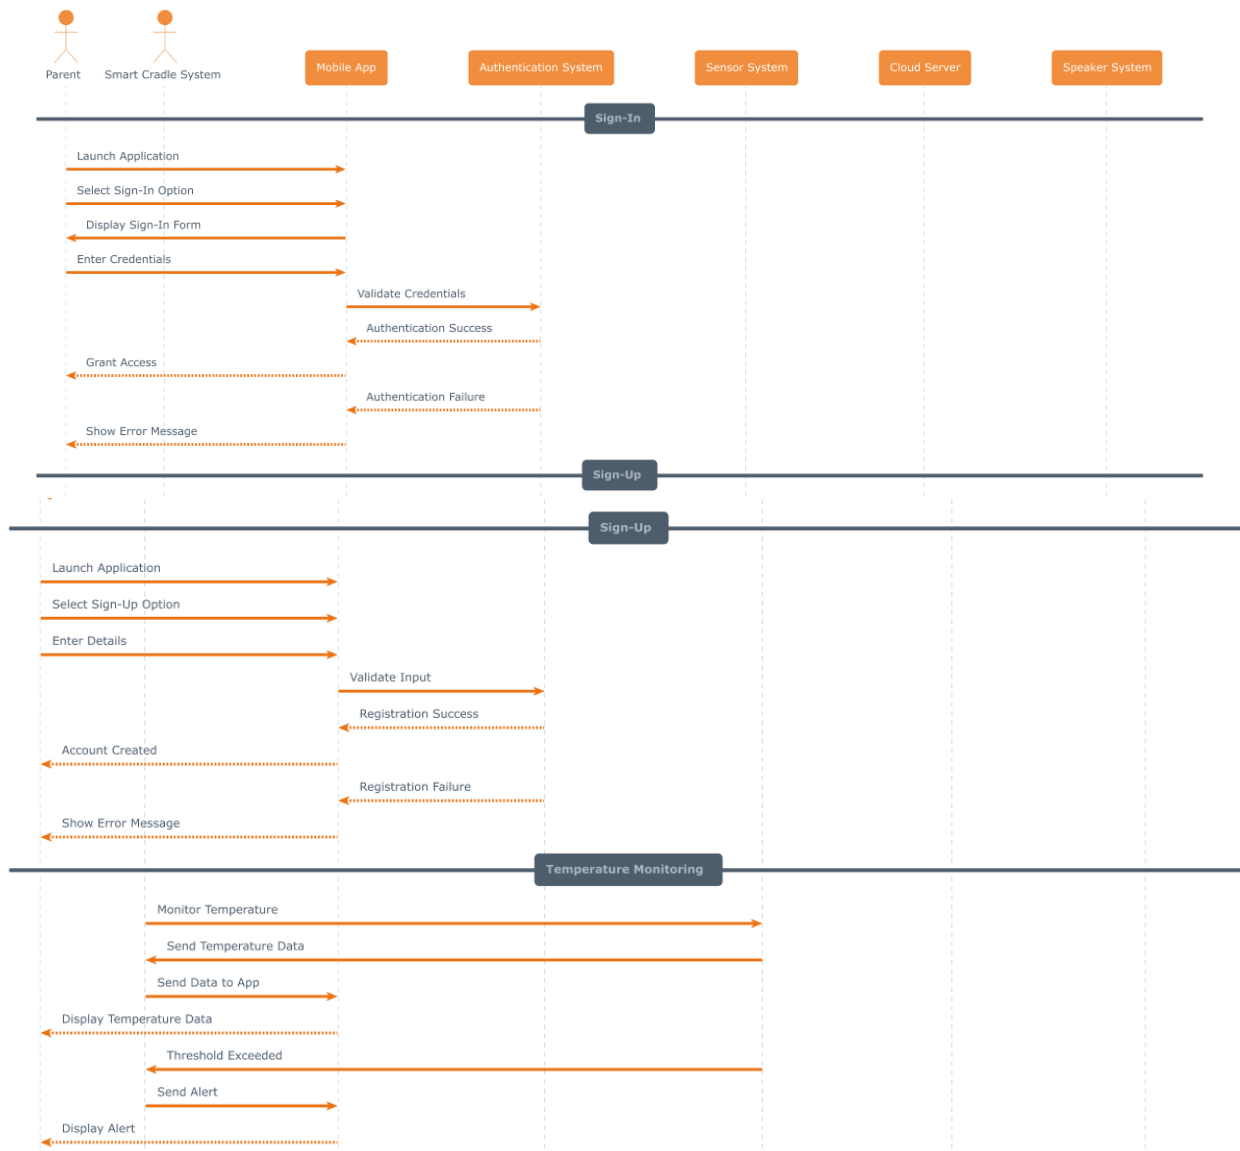 Parent
Smart Cradle System
Mobile App
Authentication System
Sensor System
Cloud Server
Speaker System
Sign-In
Launch Application
Select Sign-In Option
Display Sign-In Form
Enter Credentials
Validate Credentials
Authentication Success
Grant Access
Authentication Failure
Show Error Message
Sign-Up
Sign-Up
Launch Application
Select Sign-Up Option
Enter Details
Validate Input
Registration Success
Account Created
Registration Failure
Show Error Message
Temperature Monitoring
Monitor Temperature
Send Temperature Data
Send Data to App
Display Temperature Data
Threshold Exceeded
Send Alert
Display Alert